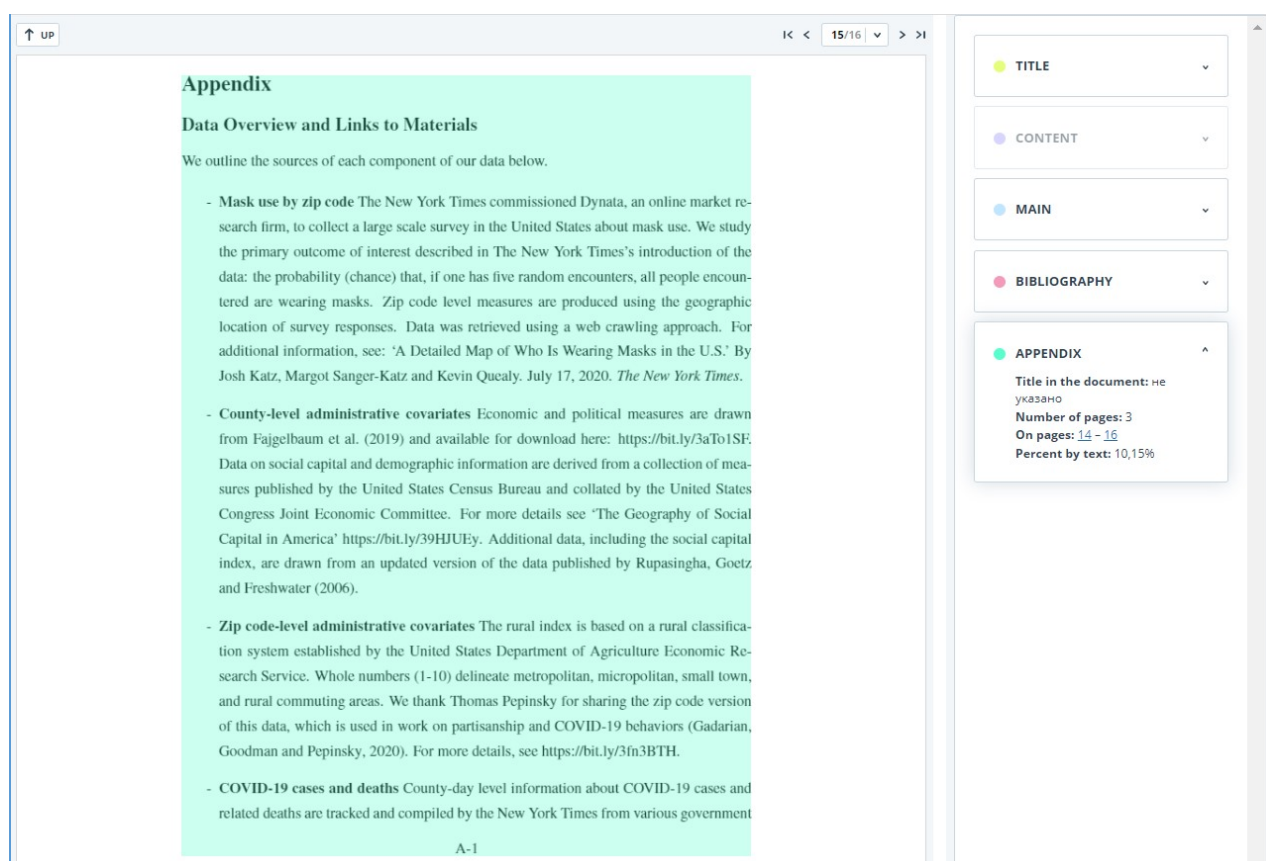 ↑ UP
15/16
Appendix
Data Overview and Links to Materials
We outline the sources of each component of our data below.
- Mask use by zip code The New York Times commissioned Dynata, an online market re-
search firm, to collect a large scale survey in the United States about mask use. We study
the primary outcome of interest described in The New York Times's introduction of the
data: the probability (chance) that, if one has five random encounters, all people encoun-
tered are wearing masks. Zip code level measures are produced using the geographic
location of survey responses. Data was retrieved using a web crawling approach. For
additional information, see: ‘A Detailed Map of Who Is Wearing Masks in the U.S.’ By
Josh Katz, Margot Sanger-Katz and Kevin Quealy. July 17, 2020. The New York Times.
- County-level administrative covariates Economic and political measures are drawn
from Fajgelbaum et al. (2019) and available for download here: https://bit.ly/3aTo1SF.
Data on social capital and demographic information are derived from a collection of mea-
sures published by the United States Census Bureau and collated by the United States
Congress Joint Economic Committee. For more details see ‘The Geography of Social
Capital in America’ https://bit.ly/39HJUEy. Additional data, including the social capital
index, are drawn from an updated version of the data published by Rupasingha, Goetz
and Freshwater (2006).
- Zip code-level administrative covariates The rural index is based on a rural classifica-
tion system established by the United States Department of Agriculture Economic Re-
search Service. Whole numbers (1-10) delineate metropolitan, micropolitan, small town,
and rural commuting areas. We thank Thomas Pepinsky for sharing the zip code version
of this data, which is used in work on partisanship and COVID-19 behaviors (Gadarian,
Goodman and Pepinsky, 2020). For more details, see https://bit.ly/3fn3BTH.
- COVID-19 cases and deaths County-day level information about COVID-19 cases and
related deaths are tracked and compiled by the New York Times from various government
A-1
TITLE
CONTENT
MAIN
BIBLIOGRAPHY
APPENDIX
Title in the document: не
указано
Number of pages: 3
On pages: 14 – 16
Percent by text: 10,15%